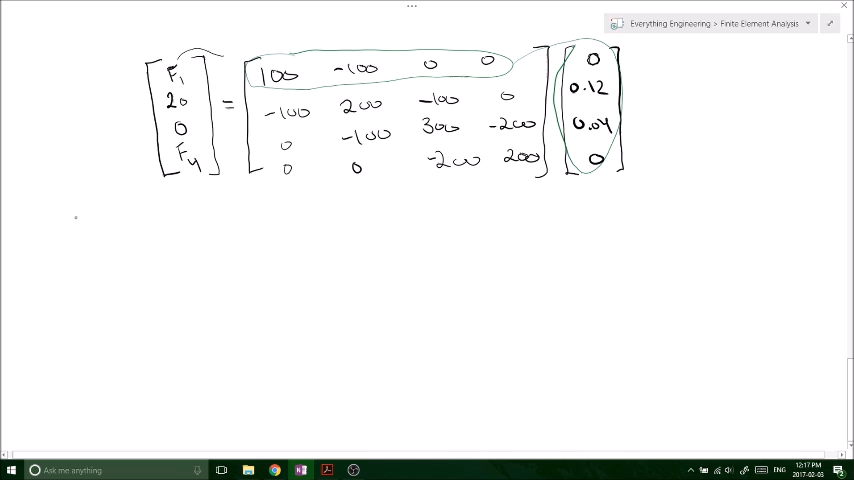 ...
Everything Engineering > Finite Element Analysis
F1 100 -100 0 0 0
20 = -100 200 -100 0 0.12
0 0 -100 300 -200 0.04
F4 0 0 -200 200 0
Ask me anything
ENG
12:17 PM
2017-02-03
2